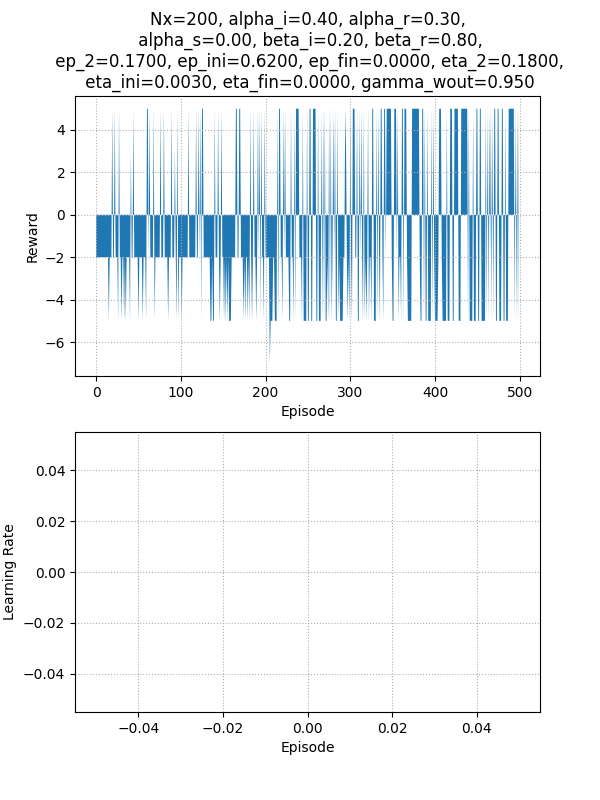 Nx=200, alpha_i=0.40, alpha_r=0.30,
alpha_s=0.00, beta_i=0.20, beta_r=0.80,
ep_2=0.1700, ep_ini=0.6200, ep_fin=0.0000, eta_2=0.1800,
eta_ini=0.0030, eta_fin=0.0000, gamma_wout=0.950
4
2
0
−2
−4
−6
Reward
0 100 200 300 400 500
Episode
0.04
0.02
0.00
−0.02
−0.04
Learning Rate
−0.04 −0.02 0.00 0.02 0.04
Episode